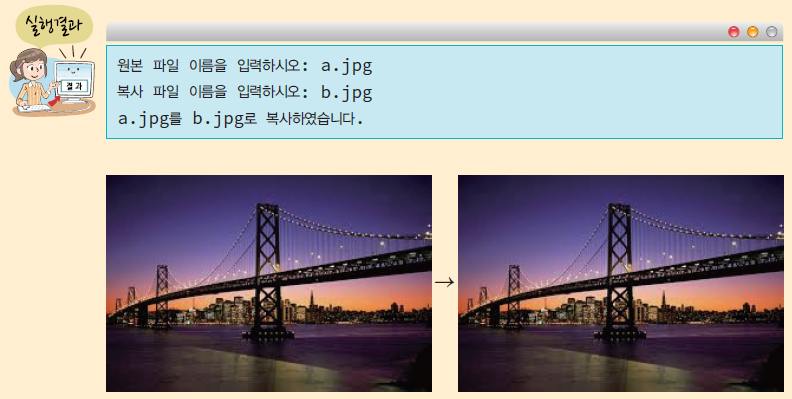 실행결과
결과
원본 파일 이름을 입력하시오: a.jpg
복사 파일 이름을 입력하시오: b.jpg
a.jpg를 b.jpg로 복사하였습니다.
→